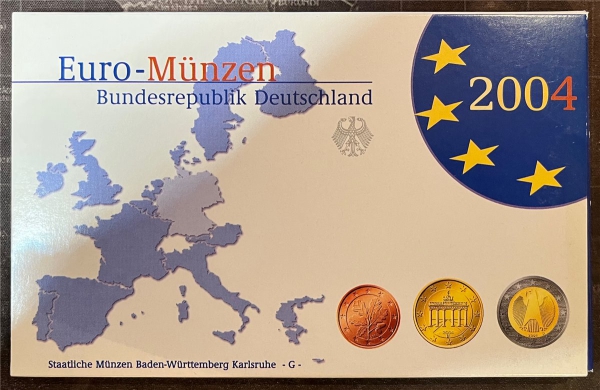 Euro-Münzen
Bundesrepublik Deutschland
2004
Staatliche Münzen Baden-Württemberg Karlsruhe - G -